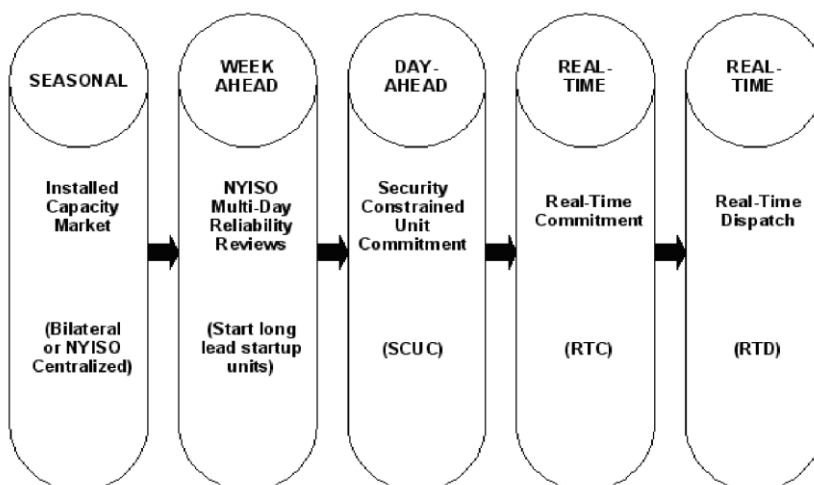 SEASONAL
Installed
Capacity
Market
(Bilateral
or NYISO
Centralized)
WEEK
AHEAD
NYISO
Multi-Day
Reliability
Reviews
(Start long
lead startup
units)
DAY-
AHEAD
Security
Constrained
Unit
Commitment
(SCUC)
REAL-
TIME
Real-Time
Commitment
(RTC)
REAL-
TIME
Real-Time
Dispatch
(RTD)